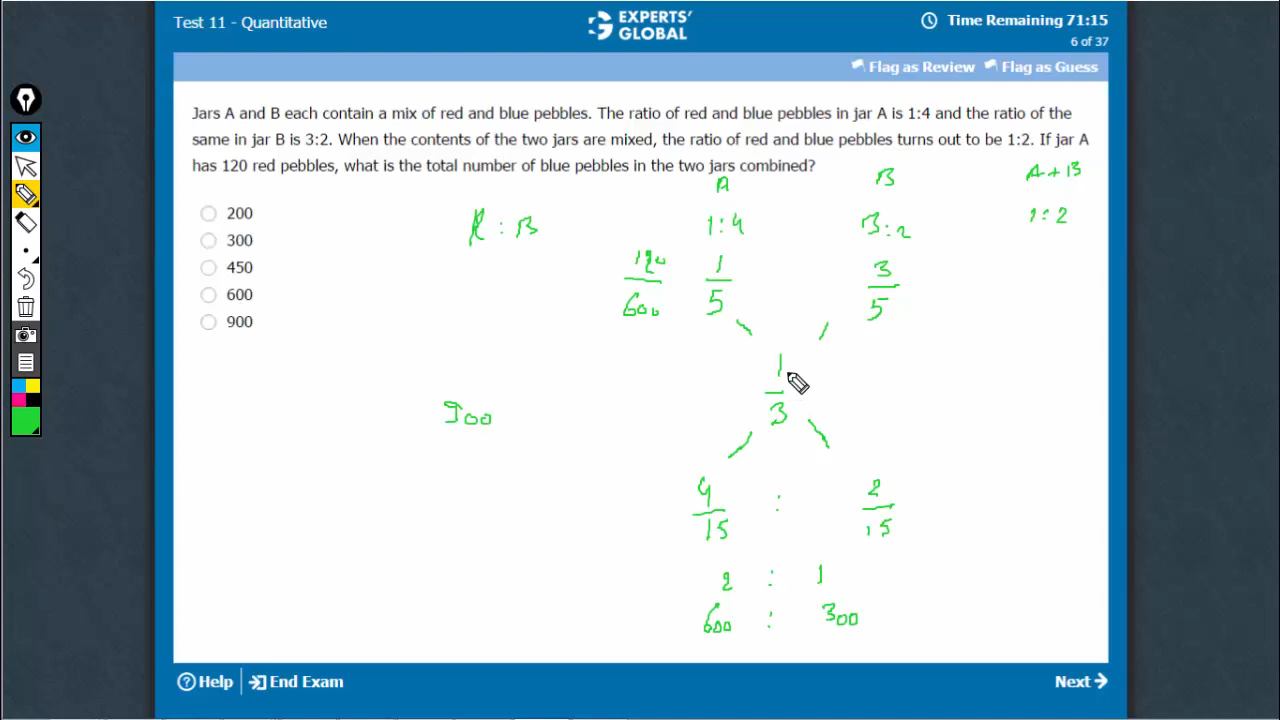 Test 11 - Quantitative
EXPERTS'
GLOBAL
Time Remaining 71:15
6 of 37
Flag as Review Flag as Guess
Jars A and B each contain a mix of red and blue pebbles. The ratio of red and blue pebbles in jar A is 1:4 and the ratio of the
same in jar B is 3:2. When the contents of the two jars are mixed, the ratio of red and blue pebbles turns out to be 1:2. If jar A
has 120 red pebbles, what is the total number of blue pebbles in the two jars combined?
A B A + B
200
300
450
600
900
R : B 1:4 3:2 1:2
120/600 1/5 3/5
1/3
900
4/15 : 2/15
2 : 1
600 : 300
Help End Exam Next